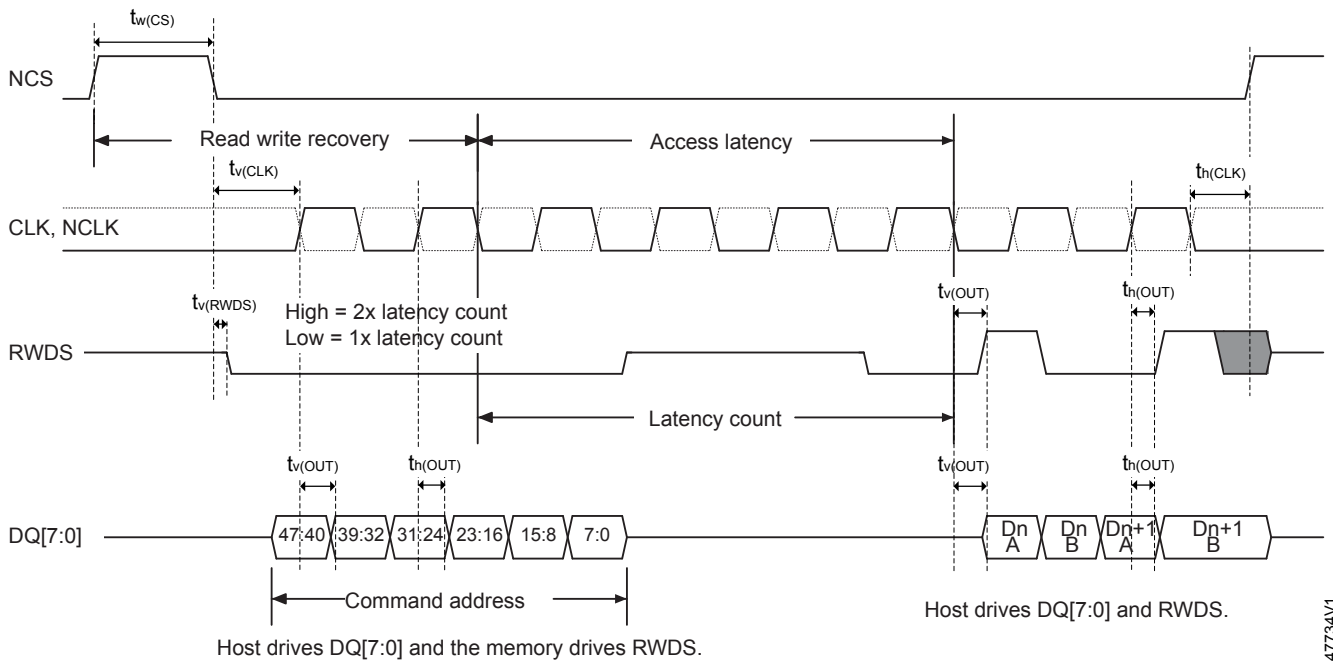 tw(CS)
NCS
Read write recovery
Access latency
tv(CLK)
th(CLK)
CLK, NCLK
tv(RWDS)
High = 2x latency count
Low = 1x latency count
tv(OUT)
th(OUT)
RWDS
Latency count
tv(OUT)
th(OUT)
tv(OUT)
th(OUT)
DQ[7:0]
47:40
39:32
31:24
23:16
15:8
7:0
Dn
A
Dn
B
Dn+1
A
Dn+1
B
Command address
Host drives DQ[7:0] and RWDS.
Host drives DQ[7:0] and the memory drives RWDS.
47734V1